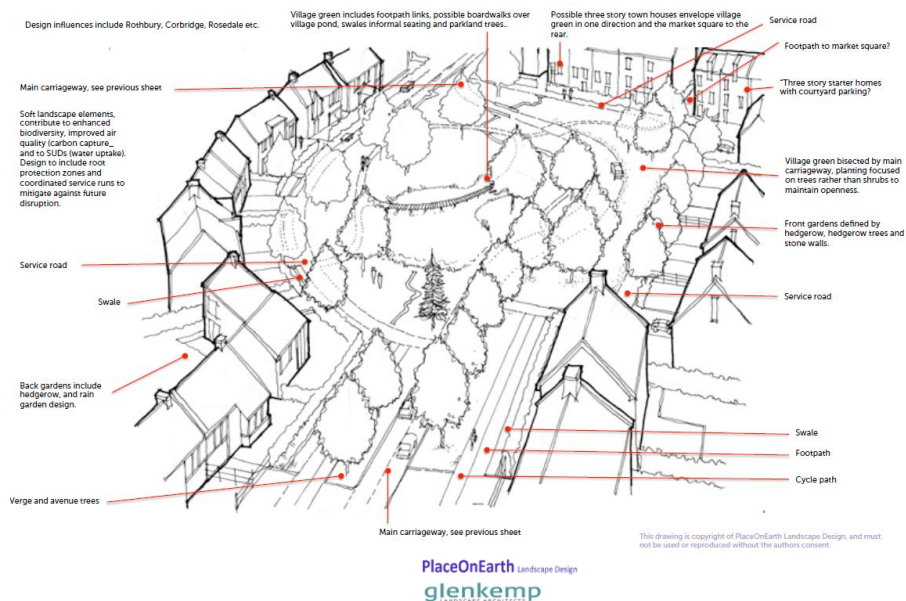 Design influences include Rothbury, Corbridge, Rosedale etc.
Village green includes footpath links, possible boardwalks over
village pond, swales informal seating and parkland trees..
Possible three story town houses envelope village
green in one direction and the market square to the
rear.
Service road
Footpath to market square?
Main carriageway, see previous sheet
"Three story starter homes
with courtyard parking?
Soft landscape elements,
contribute to enhanced
biodiversity, improved air
quality (carbon capture_
and to SUDs (water uptake).
Design to include root
protection zones and
coordinated service runs to
mitigate against future
disruption.
Village green bisected by main
carriageway, planting focused
on trees rather than shrubs to
maintain openness.
Front gardens defined by
hedgerow, hedgerow trees and
stone walls.
Service road
Swale
Service road
Back gardens include
hedgerow, and rain
garden design.
Swale
Footpath
Cycle path
Verge and avenue trees
Main carriageway, see previous sheet
This drawing is copyright of PlaceOnEarth Landscape Design, and must
not be used or reproduced without the authors consent.
PlaceOnEarth Landscape Design
glenkemp
LANDSCAPE ARCHITECTS